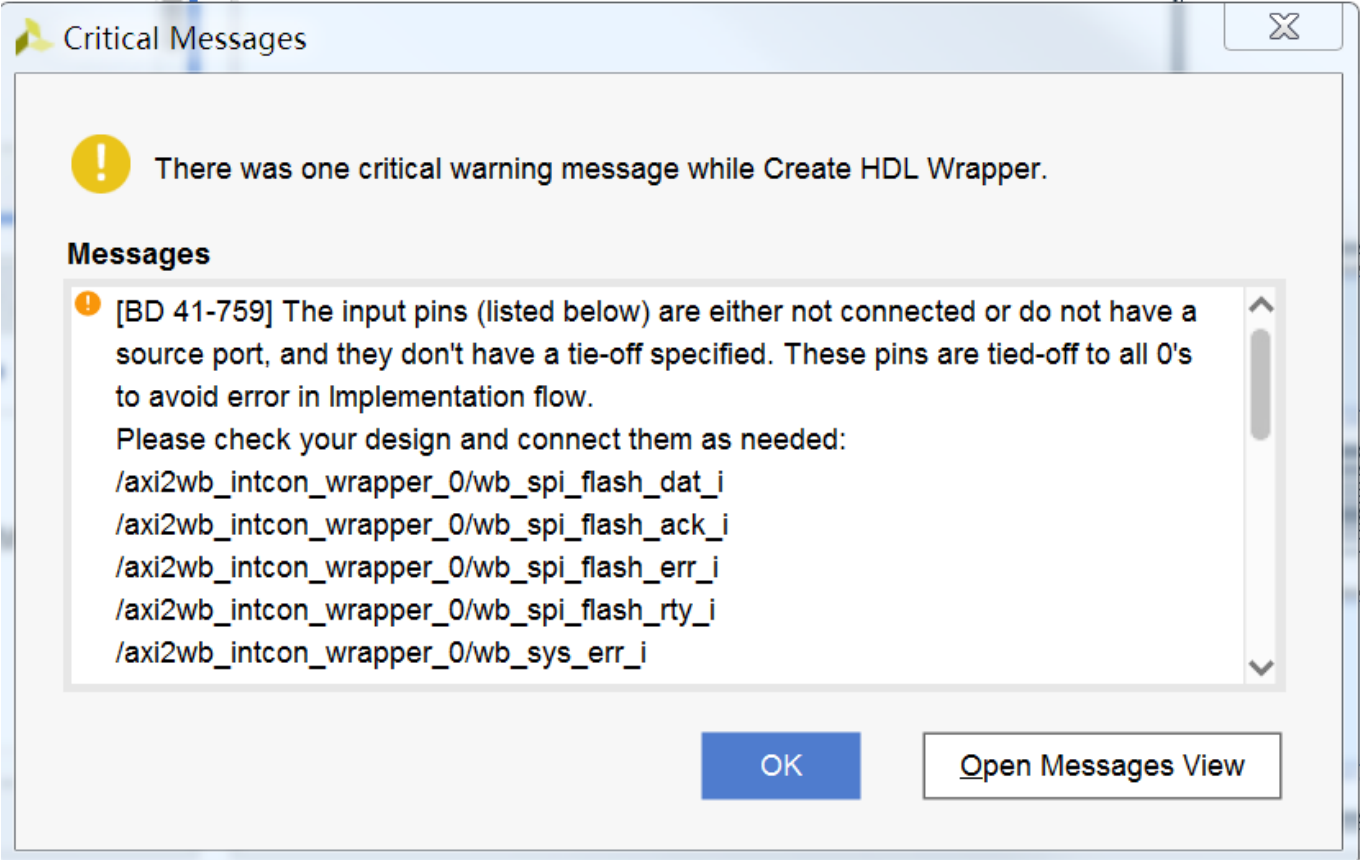 Critical Messages
There was one critical warning message while Create HDL Wrapper.
Messages
[BD 41-759] The input pins (listed below) are either not connected or do not have a
source port, and they don't have a tie-off specified. These pins are tied-off to all 0's
to avoid error in Implementation flow.
Please check your design and connect them as needed:
/axi2wb_intcon_wrapper_0/wb_spi_flash_dat_i
/axi2wb_intcon_wrapper_0/wb_spi_flash_ack_i
/axi2wb_intcon_wrapper_0/wb_spi_flash_err_i
/axi2wb_intcon_wrapper_0/wb_spi_flash_rty_i
/axi2wb_intcon_wrapper_0/wb_sys_err_i
OK
Open Messages View